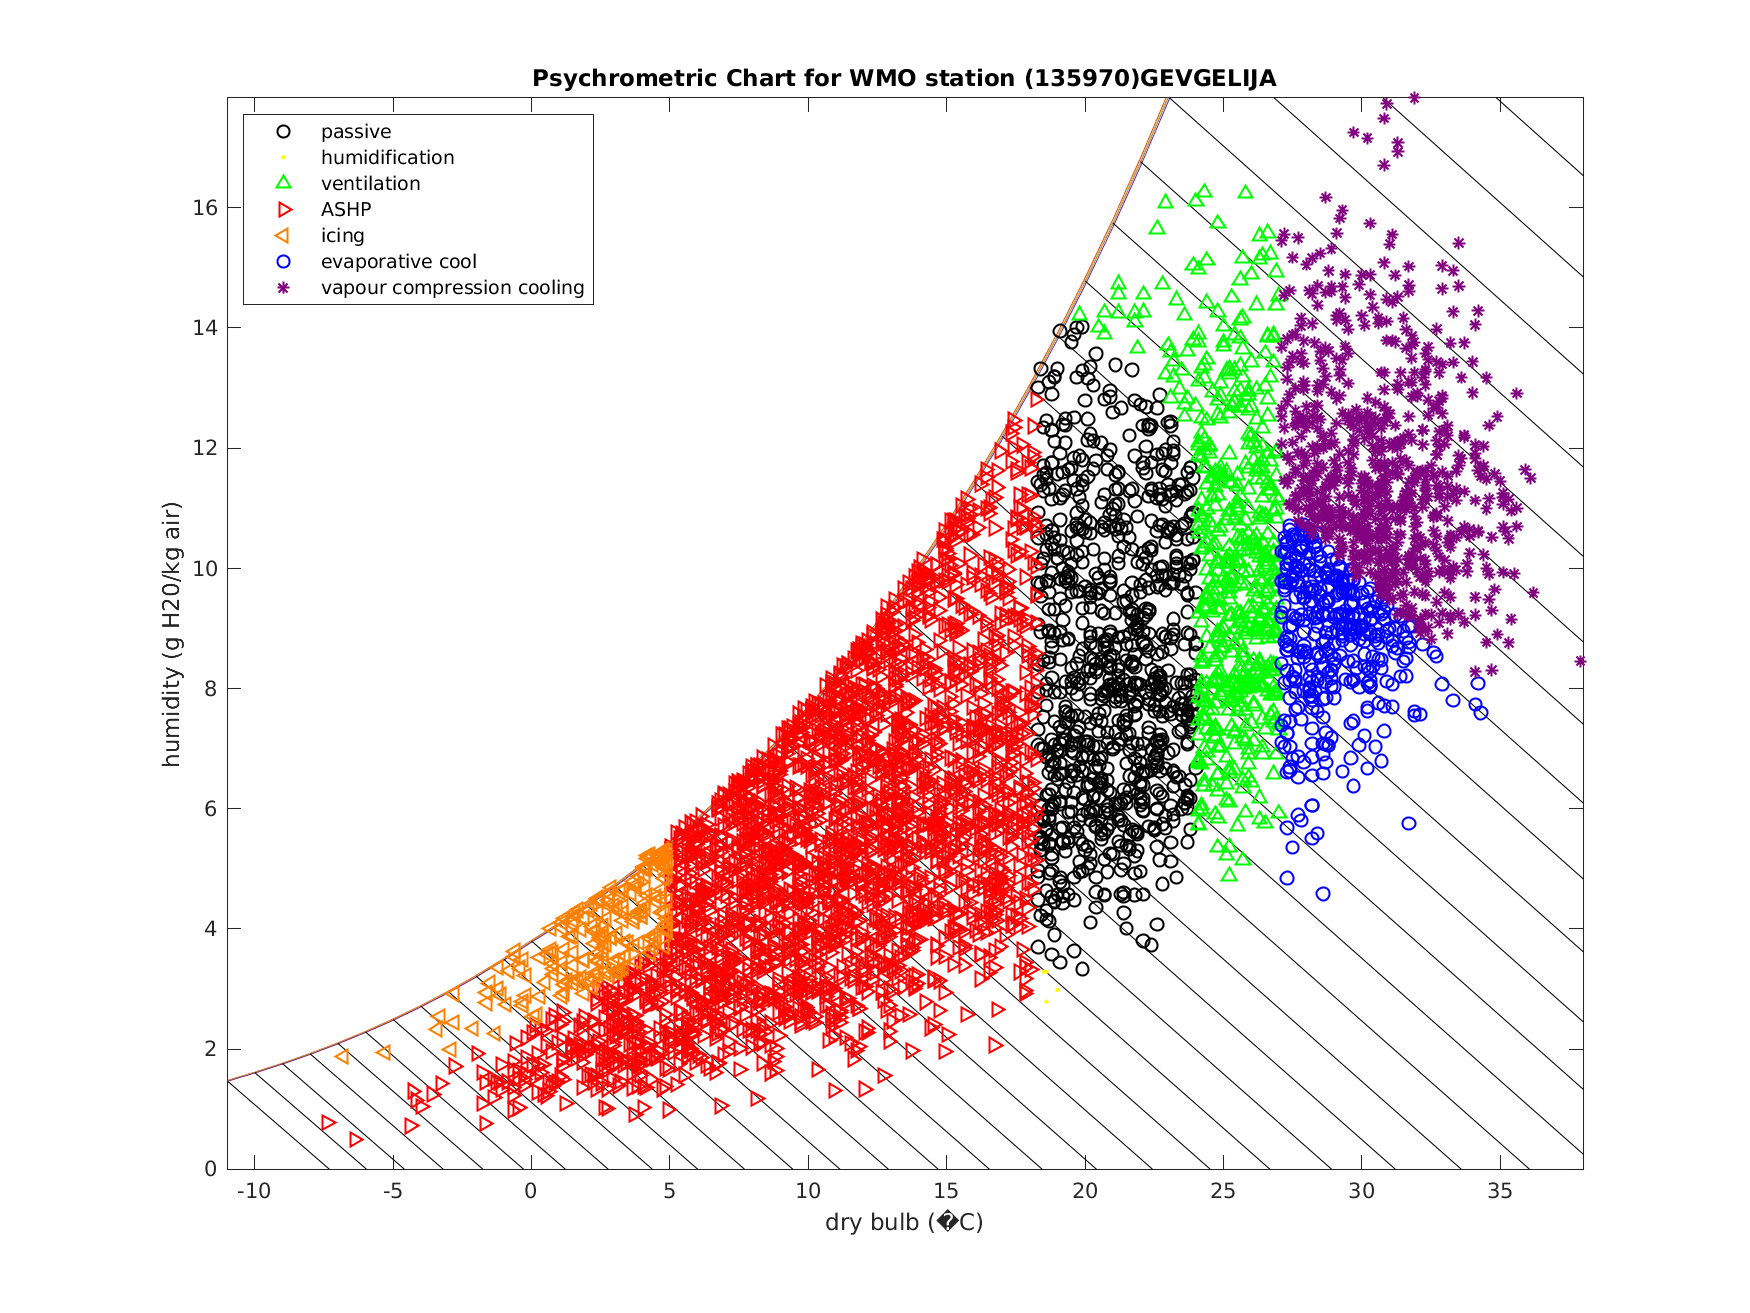 Psychrometric Chart for WMO station (135970)GEVGELIJA
passive
humidification
ventilation
ASHP
icing
evaporative cool
vapour compression cooling
16
14
12
10
8
6
4
2
0
humidity (g H20/kg air)
-10 -5 0 5 10 15 20 25 30 35
dry bulb (�C)